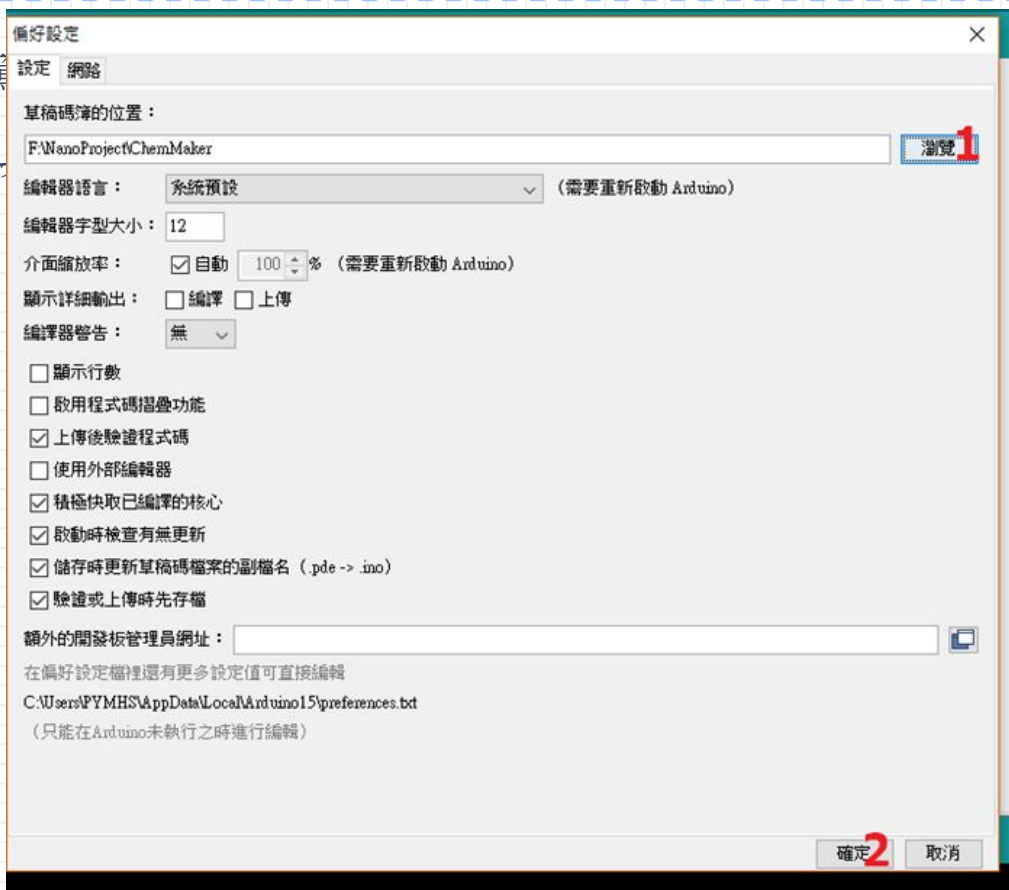 偏好設定
設定 網路
草稿碼簿的位置：
F:\NanoProject\ChemMaker 瀏覽 1
編輯器語言： 系統預設 (需要重新啟動 Arduino)
編輯器字型大小： 12
介面縮放率： 自動 100 % (需要重新啟動 Arduino)
顯示詳細輸出： 編譯 上傳
編譯器警告： 無
顯示行數
啟用程式碼摺疊功能
上傳後驗證程式碼
使用外部編輯器
積極快取已編譯的核心
啟動時檢查有無更新
儲存時更新草稿碼檔案的副檔名 (.pde -> .ino)
驗證或上傳時先存檔
額外的開發板管理員網址：
在偏好設定檔裡還有更多設定值可直接編輯
C:\Users\PYMHS\AppData\Local\Arduino15\preferences.txt
(只能在Arduino未執行之時進行編輯)
確定 2 取消